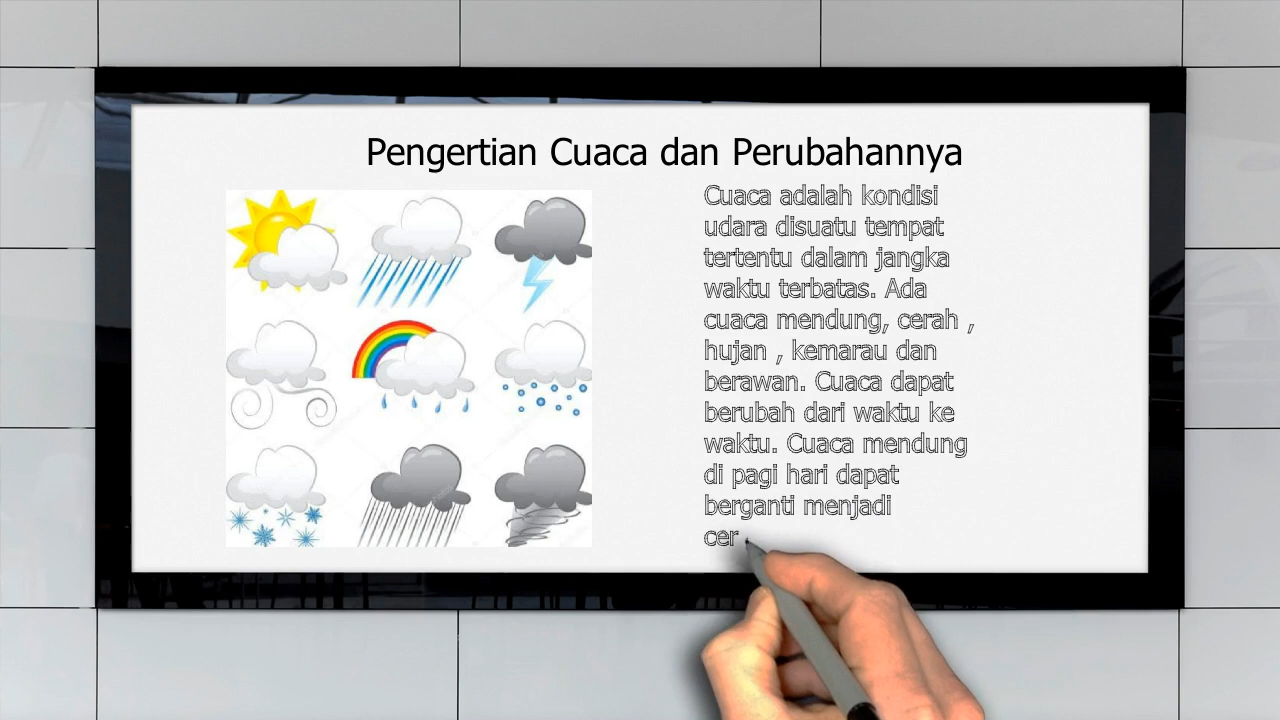 Pengertian Cuaca dan Perubahannya
Cuaca adalah kondisi
udara disuatu tempat
tertentu dalam jangka
waktu terbatas. Ada
cuaca mendung, cerah ,
hujan , kemarau dan
berawan. Cuaca dapat
berubah dari waktu ke
waktu. Cuaca mendung
di pagi hari dapat
berganti menjadi
cer